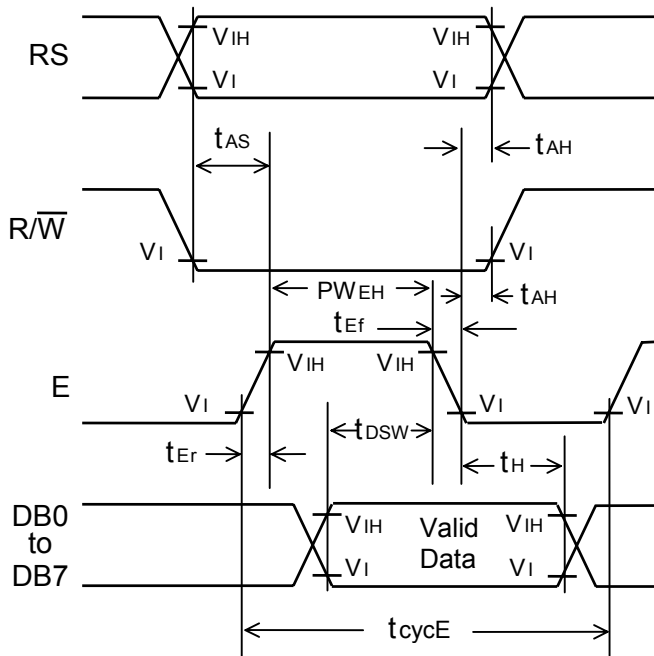 RS
VIH
VI
VIH
VI
tAS
tAH
R/W̅
VI
VI
PWEH
tAH
tEf
E
VI
VIH
VIH
VI
VI
tEr
tDSW
tH
DB0
to
DB7
VIH
VI
Valid
Data
VIH
VI
tcycE